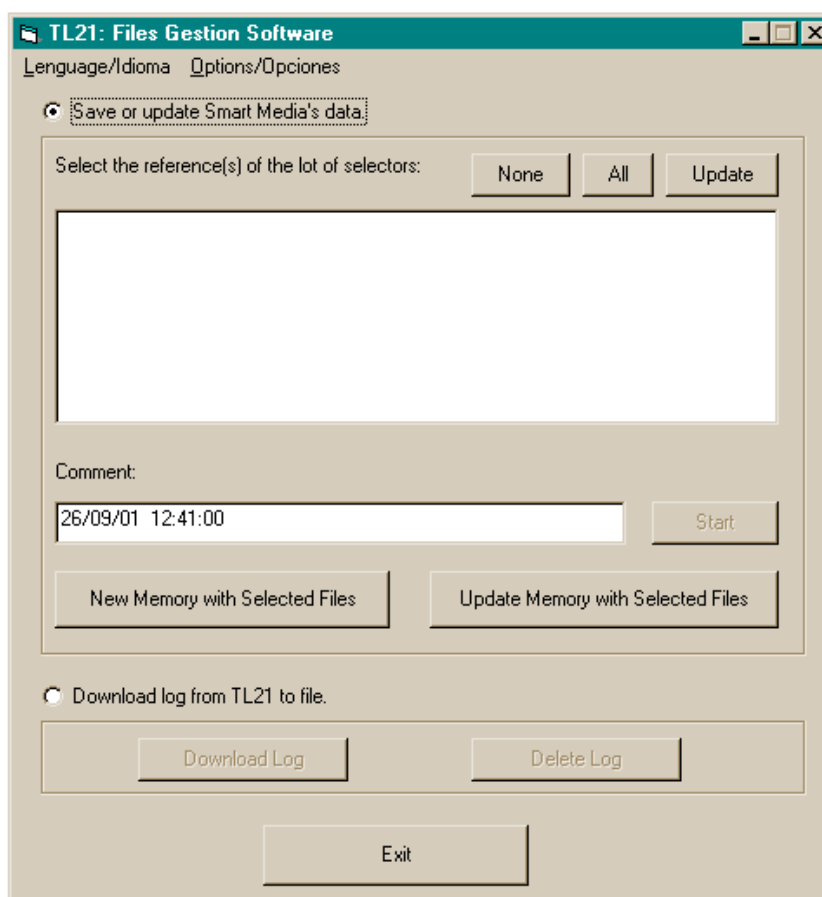 TL21: Files Gestion Software
Lenguage/Idioma Options/Opciones
Save or update Smart Media's data.
Select the reference(s) of the lot of selectors: None All Update
Comment:
26/09/01 12:41:00 Start
New Memory with Selected Files Update Memory with Selected Files
Download log from TL21 to file.
Download Log Delete Log
Exit